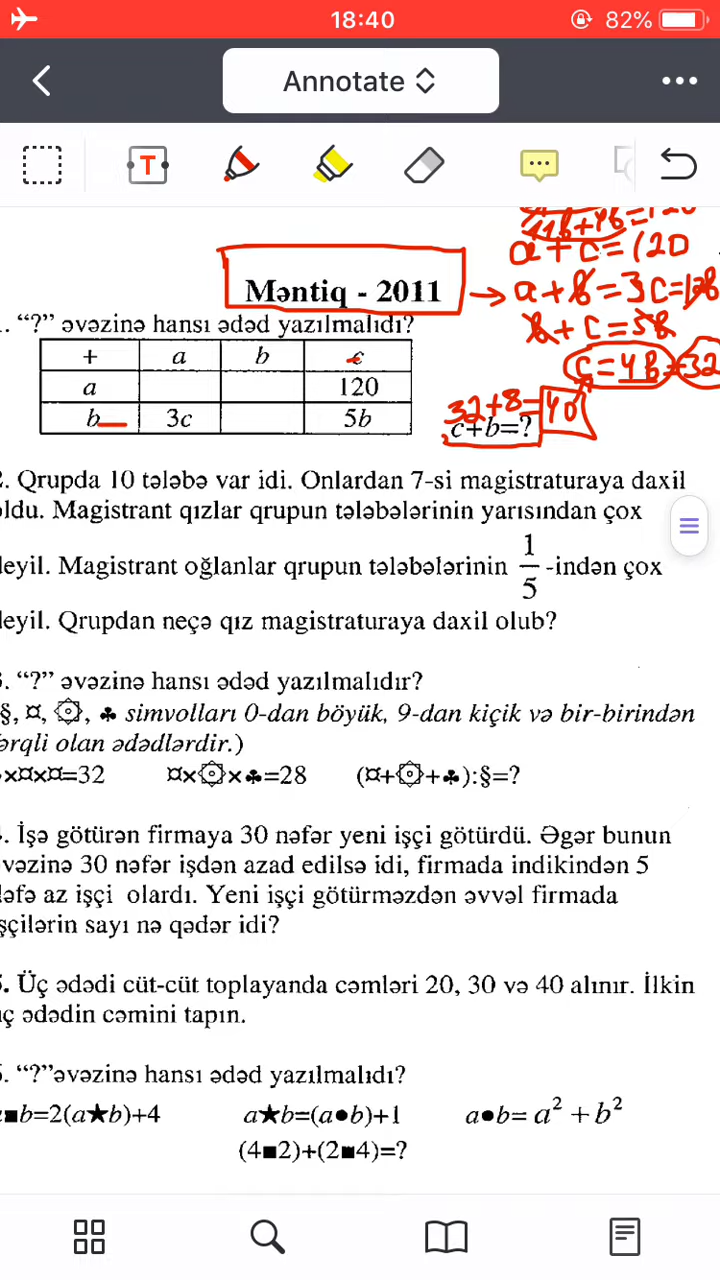 18:40
82%
Annotate
T
a + c = 120
Məntiq - 2011
→ a + b = 3c =
. “?” əvəzinə hansı ədəd yazılmalıdı?
b + c = 5b
+ a b c
c = 4b = 32
a 120
32+8= 40
b 3c 5b
c+b=?
2. Qrupda 10 tələbə var idi. Onlardan 7-si magistraturaya daxil
oldu. Magistrant qızlar qrupun tələbələrinin yarısından çox
deyil. Magistrant oğlanlar qrupun tələbələrinin 1/5 -indən çox
deyil. Qrupdan neçə qız magistraturaya daxil olub?
3. “?” əvəzinə hansı ədəd yazılmalıdır?
§, ¤, ۞, ♣ simvolları 0-dan böyük, 9-dan kiçik və bir-birindən
fərqli olan ədədlərdir.)
×¤×¤=32 ¤×۞×♣=28 (¤+۞+♣):§=?
. İşə götürən firmaya 30 nəfər yeni işçi götürdü. Əgər bunun
əvəzinə 30 nəfər işdən azad edilsə idi, firmada indikindən 5
dəfə az işçi olardı. Yeni işçi götürməzdən əvvəl firmada
işçilərin sayı nə qədər idi?
5. Üç ədədi cüt-cüt toplayanda cəmləri 20, 30 və 40 alınır. İlkin
üç ədədin cəmini tapın.
. “?”əvəzinə hansı ədəd yazılmalıdı?
■b=2(a★b)+4 a★b=(a●b)+1 a●b= a² + b²
(4■2)+(2■4)=?